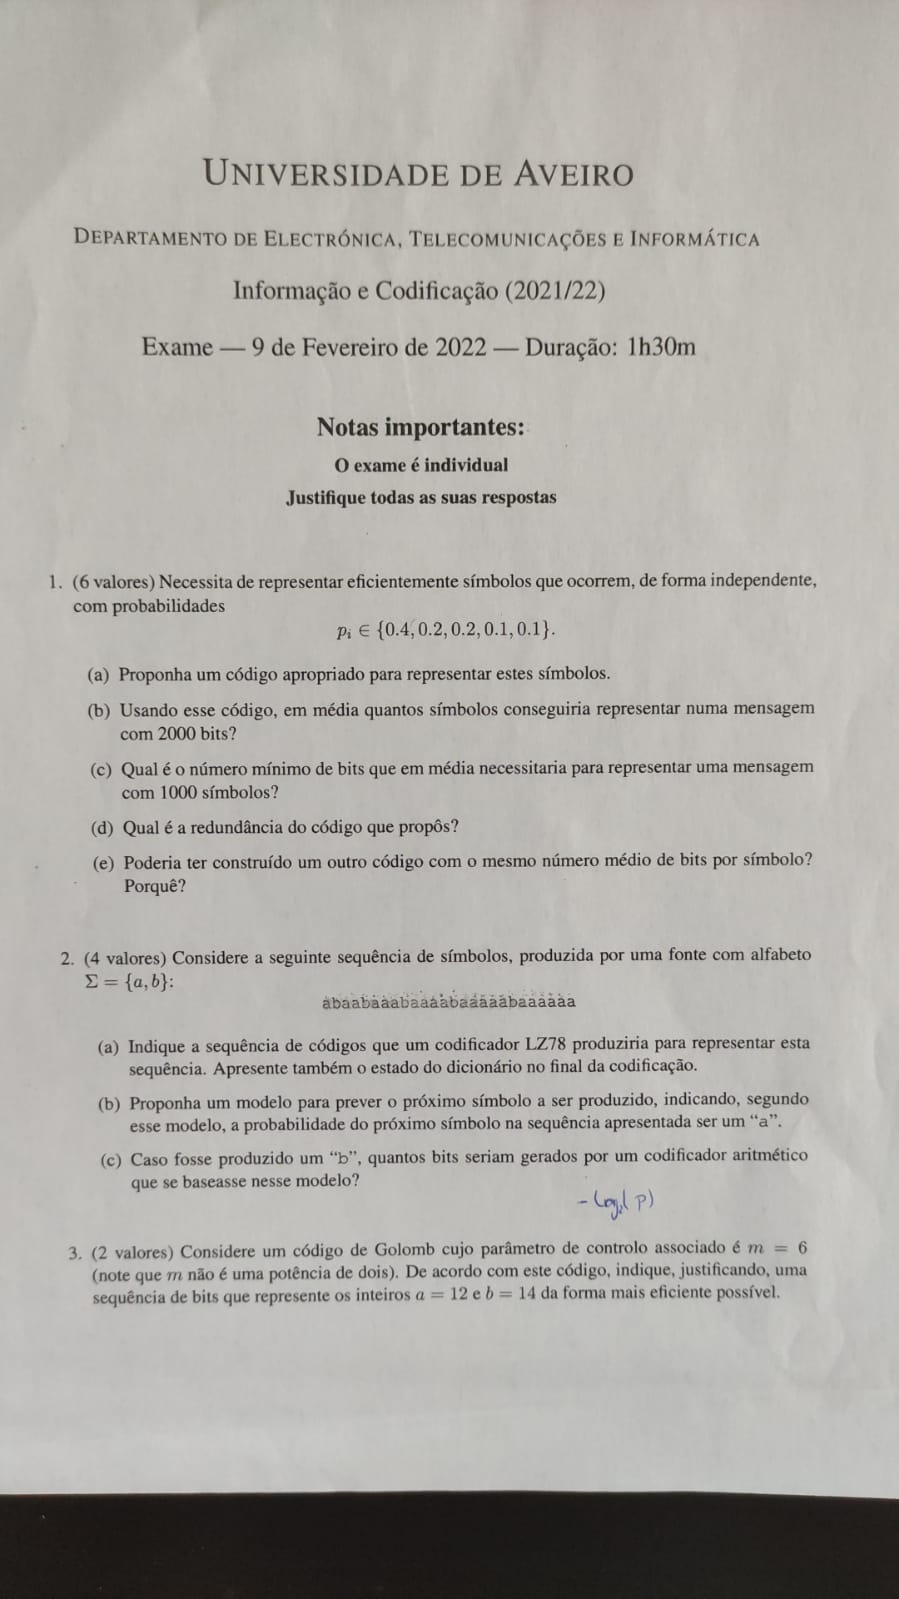 UNIVERSIDADE DE AVEIRO
DEPARTAMENTO DE ELECTRÓNICA, TELECOMUNICAÇÕES E INFORMÁTICA
Informação e Codificação (2021/22)
Exame — 9 de Fevereiro de 2022 — Duração: 1h30m
Notas importantes:
O exame é individual
Justifique todas as suas respostas
1. (6 valores) Necessita de representar eficientemente símbolos que ocorrem, de forma independente,
com probabilidades
p_i ∈ {0.4, 0.2, 0.2, 0.1, 0.1}.
(a) Proponha um código apropriado para representar estes símbolos.
(b) Usando esse código, em média quantos símbolos conseguiria representar numa mensagem
com 2000 bits?
(c) Qual é o número mínimo de bits que em média necessitaria para representar uma mensagem
com 1000 símbolos?
(d) Qual é a redundância do código que propôs?
(e) Poderia ter construído um outro código com o mesmo número médio de bits por símbolo?
Porquê?
2. (4 valores) Considere a seguinte sequência de símbolos, produzida por uma fonte com alfabeto
Σ = {a, b}:
abaabaaabaaaabaaaaabaaaaaa
(a) Indique a sequência de códigos que um codificador LZ78 produziria para representar esta
sequência. Apresente também o estado do dicionário no final da codificação.
(b) Proponha um modelo para prever o próximo símbolo a ser produzido, indicando, segundo
esse modelo, a probabilidade do próximo símbolo na sequência apresentada ser um “a”.
(c) Caso fosse produzido um “b”, quantos bits seriam gerados por um codificador aritmético
que se baseasse nesse modelo?
- log₂( P)
3. (2 valores) Considere um código de Golomb cujo parâmetro de controlo associado é m = 6
(note que m não é uma potência de dois). De acordo com este código, indique, justificando, uma
sequência de bits que represente os inteiros a = 12 e b = 14 da forma mais eficiente possível.